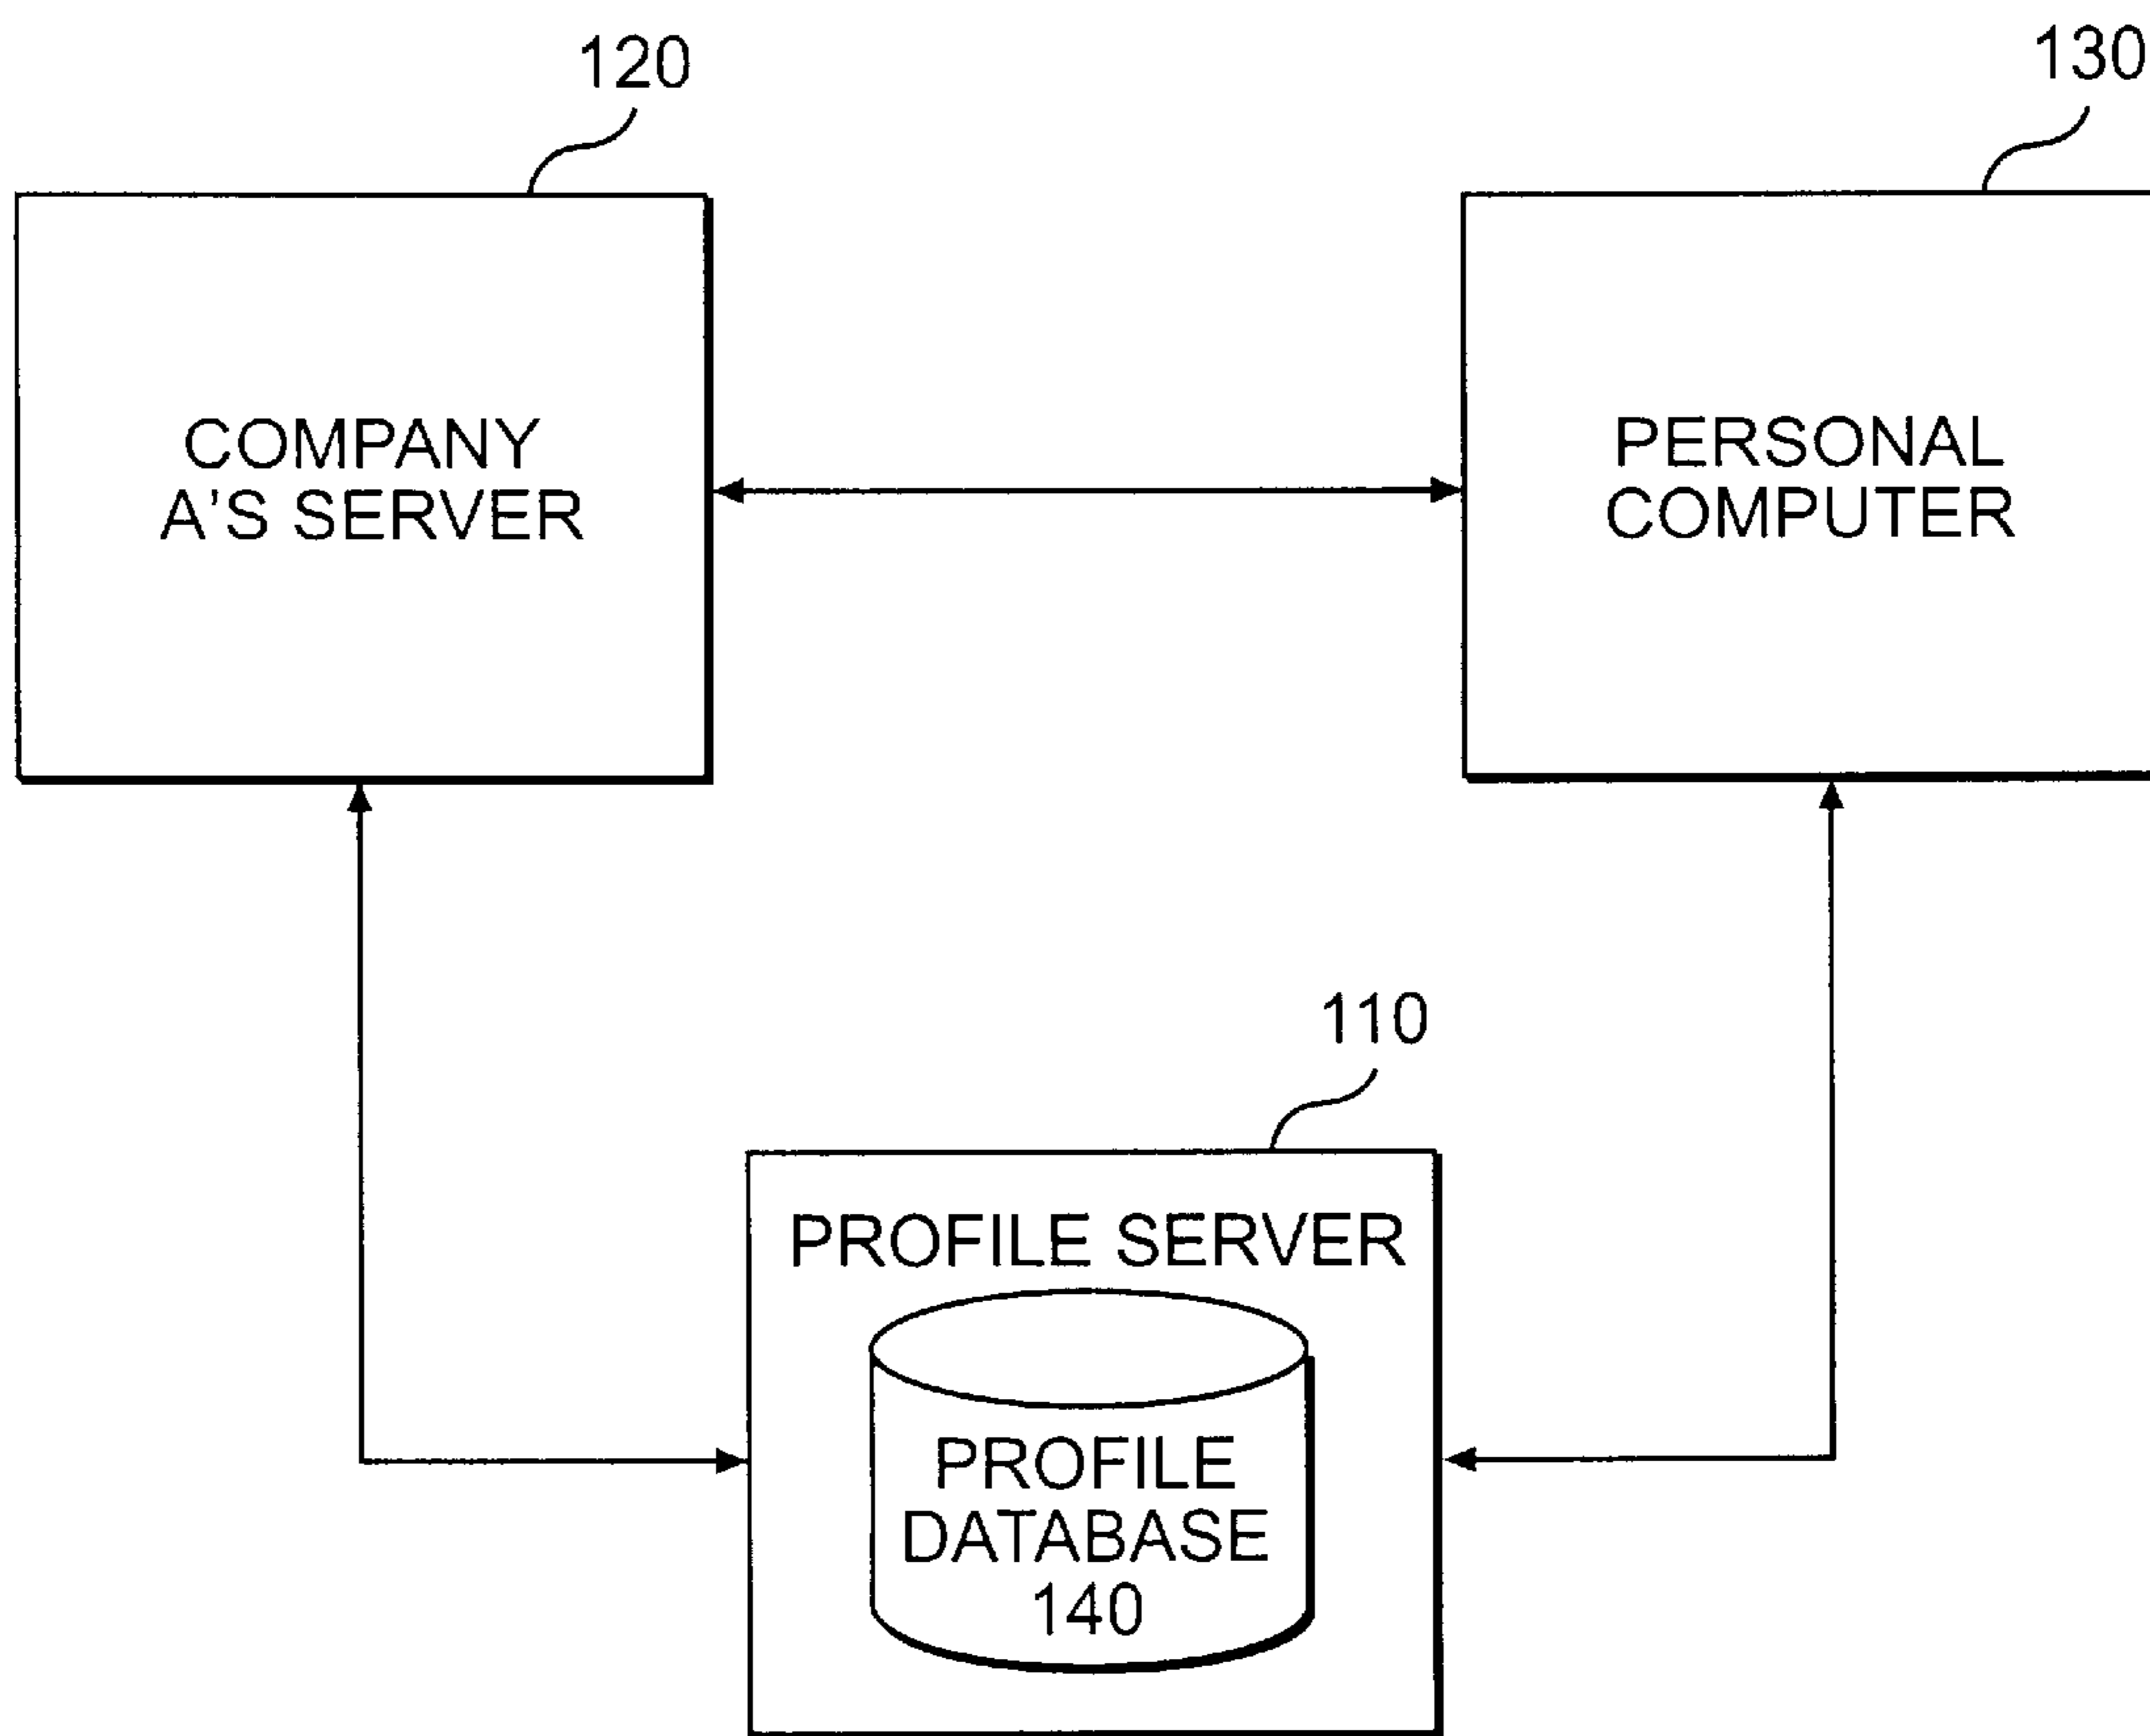 120
130
COMPANY
A'S SERVER
PERSONAL
COMPUTER
110
PROFILE SERVER
PROFILE
DATABASE
140